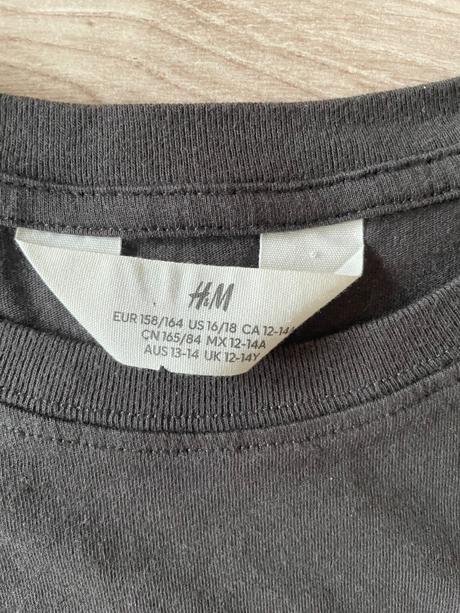 H&M
EUR 158/164 US 16/18 CA 12-14A
CN 165/84 MX 12-14A
AUS 13-14 UK 12-14Y